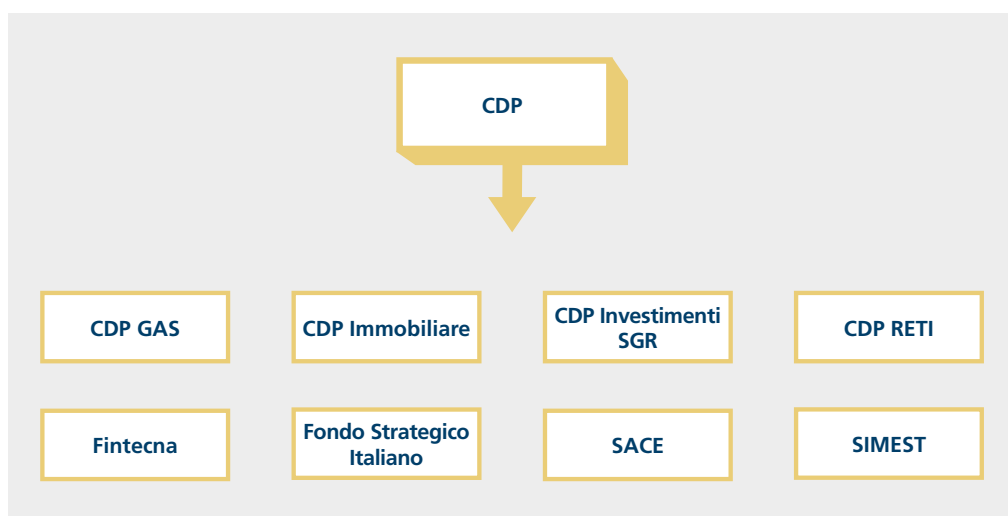 CDP
CDP GAS
CDP Immobiliare
CDP Investimenti
SGR
CDP RETI
Fintecna
Fondo Strategico
Italiano
SACE
SIMEST